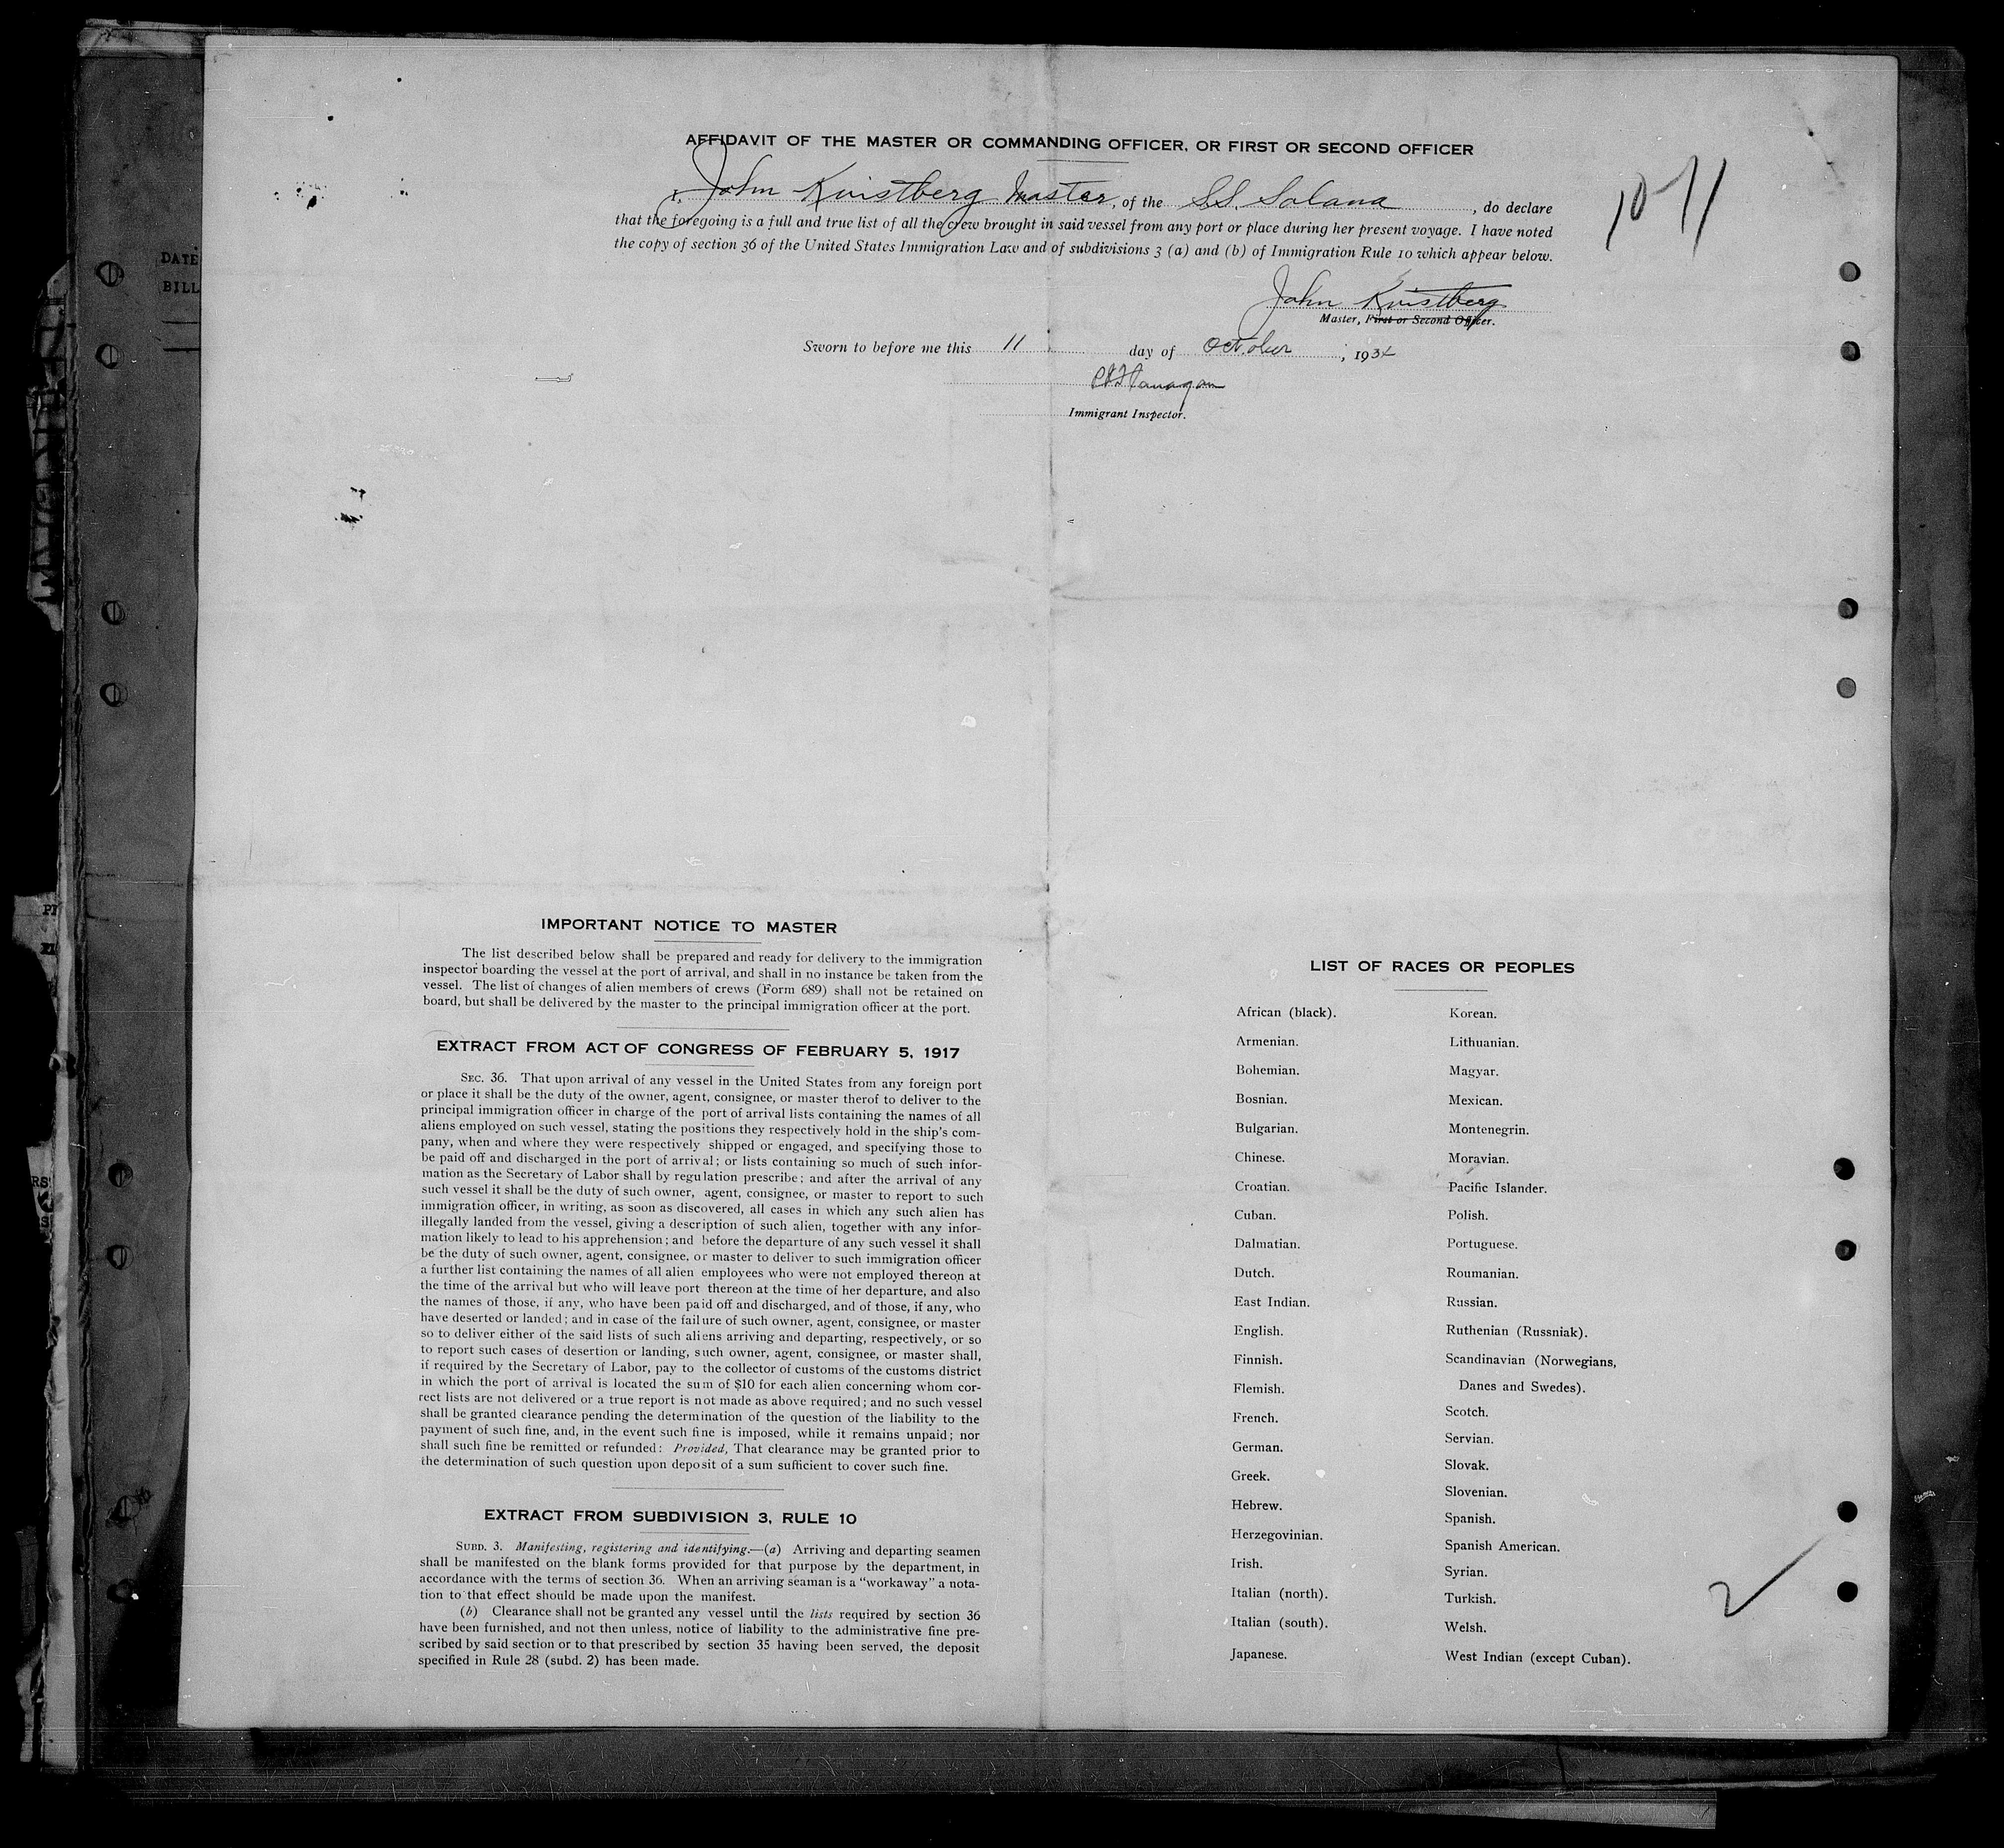 AFFIDAVIT OF THE MASTER OR COMMANDING OFFICER, OR FIRST OR SECOND OFFICER
I, John Kvistberg Master, of the S.S. Solana, do declare
that the foregoing is a full and true list of all the crew brought in said vessel from any port or place during her present voyage. I have noted
the copy of section 36 of the United States Immigration Law and of subdivisions 3 (a) and (b) of Immigration Rule 10 which appear below.
10-11
John Kvistberg
Master, First or Second Officer.
Sworn to before me this 11 day of October, 193
Flanagan
Immigrant Inspector.
DATE
BILL
IMPORTANT NOTICE TO MASTER
The list described below shall be prepared and ready for delivery to the immigration
inspector boarding the vessel at the port of arrival, and shall in no instance be taken from the
vessel. The list of changes of alien members of crews (Form 689) shall not be retained on
board, but shall be delivered by the master to the principal immigration officer at the port.
EXTRACT FROM ACT OF CONGRESS OF FEBRUARY 5, 1917
SEC. 36. That upon arrival of any vessel in the United States from any foreign port
or place it shall be the duty of the owner, agent, consignee, or master therof to deliver to the
principal immigration officer in charge of the port of arrival lists containing the names of all
aliens employed on such vessel, stating the positions they respectively hold in the ship's com-
pany, when and where they were respectively shipped or engaged, and specifying those to
be paid off and discharged in the port of arrival; or lists containing so much of such infor-
mation as the Secretary of Labor shall by regulation prescribe; and after the arrival of any
such vessel it shall be the duty of such owner, agent, consignee, or master to report to such
immigration officer, in writing, as soon as discovered, all cases in which any such alien has
illegally landed from the vessel, giving a description of such alien, together with any infor-
mation likely to lead to his apprehension; and before the departure of any such vessel it shall
be the duty of such owner, agent, consignee, or master to deliver to such immigration officer
a further list containing the names of all alien employees who were not employed thereon at
the time of the arrival but who will leave port thereon at the time of her departure, and also
the names of those, if any, who have been paid off and discharged, and of those, if any, who
have deserted or landed; and in case of the failure of such owner, agent, consignee, or master
so to deliver either of the said lists of such aliens arriving and departing, respectively, or so
to report such cases of desertion or landing, such owner, agent, consignee, or master shall,
if required by the Secretary of Labor, pay to the collector of customs of the customs district
in which the port of arrival is located the sum of $10 for each alien concerning whom cor-
rect lists are not delivered or a true report is not made as above required; and no such vessel
shall be granted clearance pending the determination of the question of the liability to the
payment of such fine, and, in the event such fine is imposed, while it remains unpaid; nor
shall such fine be remitted or refunded: Provided, That clearance may be granted prior to
the determination of such question upon deposit of a sum sufficient to cover such fine.
EXTRACT FROM SUBDIVISION 3, RULE 10
SUBD. 3. Manifesting, registering and identifying.—(a) Arriving and departing seamen
shall be manifested on the blank forms provided for that purpose by the department, in
accordance with the terms of section 36. When an arriving seaman is a "workaway" a nota-
tion to that effect should be made upon the manifest.
(b) Clearance shall not be granted any vessel until the lists required by section 36
have been furnished, and not then unless, notice of liability to the administrative fine pre-
scribed by said section or to that prescribed by section 35 having been served, the deposit
specified in Rule 28 (subd. 2) has been made.
LIST OF RACES OR PEOPLES
African (black).
Armenian.
Bohemian.
Bosnian.
Bulgarian.
Chinese.
Croatian.
Cuban.
Dalmatian.
Dutch.
East Indian.
English.
Finnish.
Flemish.
French.
German.
Greek.
Hebrew.
Herzegovinian.
Irish.
Italian (north).
Italian (south).
Japanese.
Korean.
Lithuanian.
Magyar.
Mexican.
Montenegrin.
Moravian.
Pacific Islander.
Polish.
Portuguese.
Roumanian.
Russian.
Ruthenian (Russniak).
Scandinavian (Norwegians,
Danes and Swedes).
Scotch.
Servian.
Slovak.
Slovenian.
Spanish.
Spanish American.
Syrian.
Turkish.
Welsh.
West Indian (except Cuban).
2